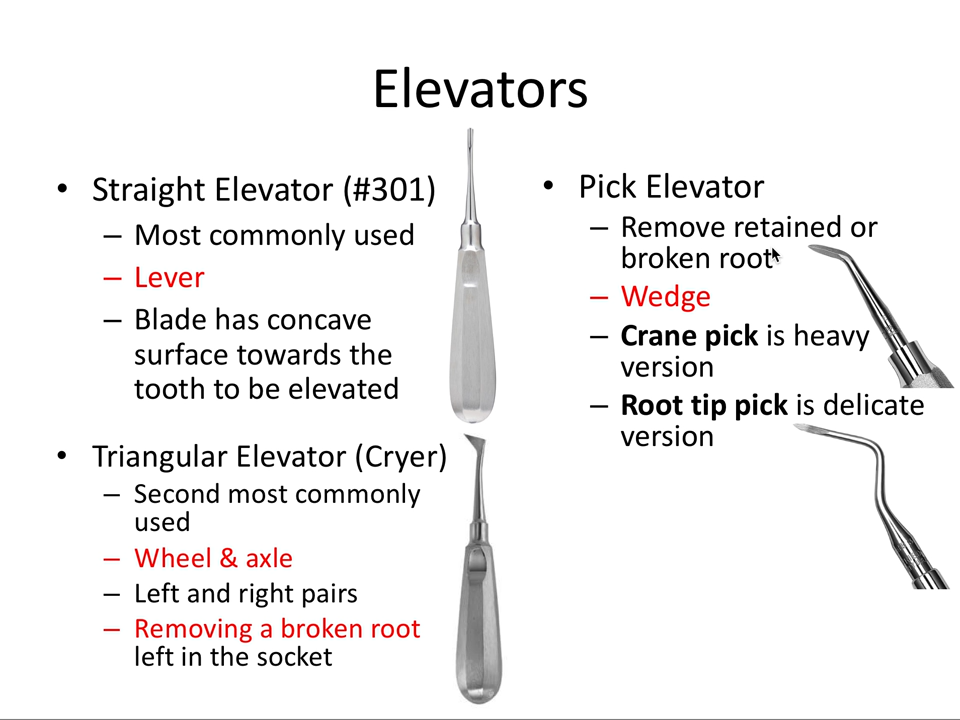 Elevators
• Straight Elevator (#301)
– Most commonly used
– Lever
– Blade has concave
surface towards the
tooth to be elevated
• Triangular Elevator (Cryer)
– Second most commonly
used
– Wheel & axle
– Left and right pairs
– Removing a broken root
left in the socket
• Pick Elevator
– Remove retained or
broken root
– Wedge
– Crane pick is heavy
version
– Root tip pick is delicate
version